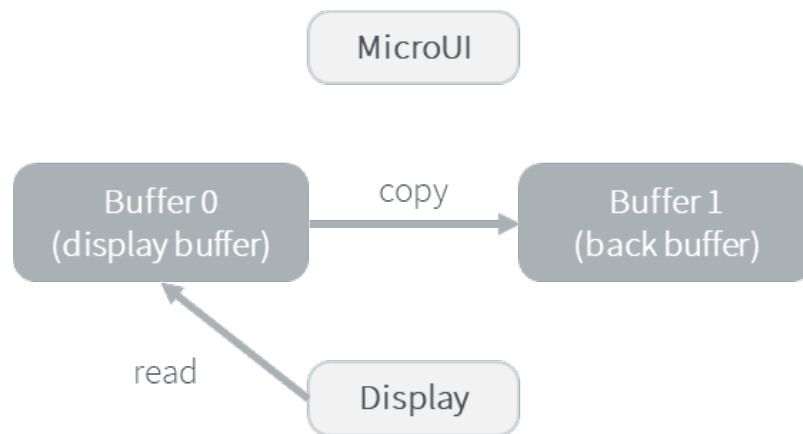 MicroUI
Buffer 0
(display buffer)
copy
Buffer 1
(back buffer)
read
Display